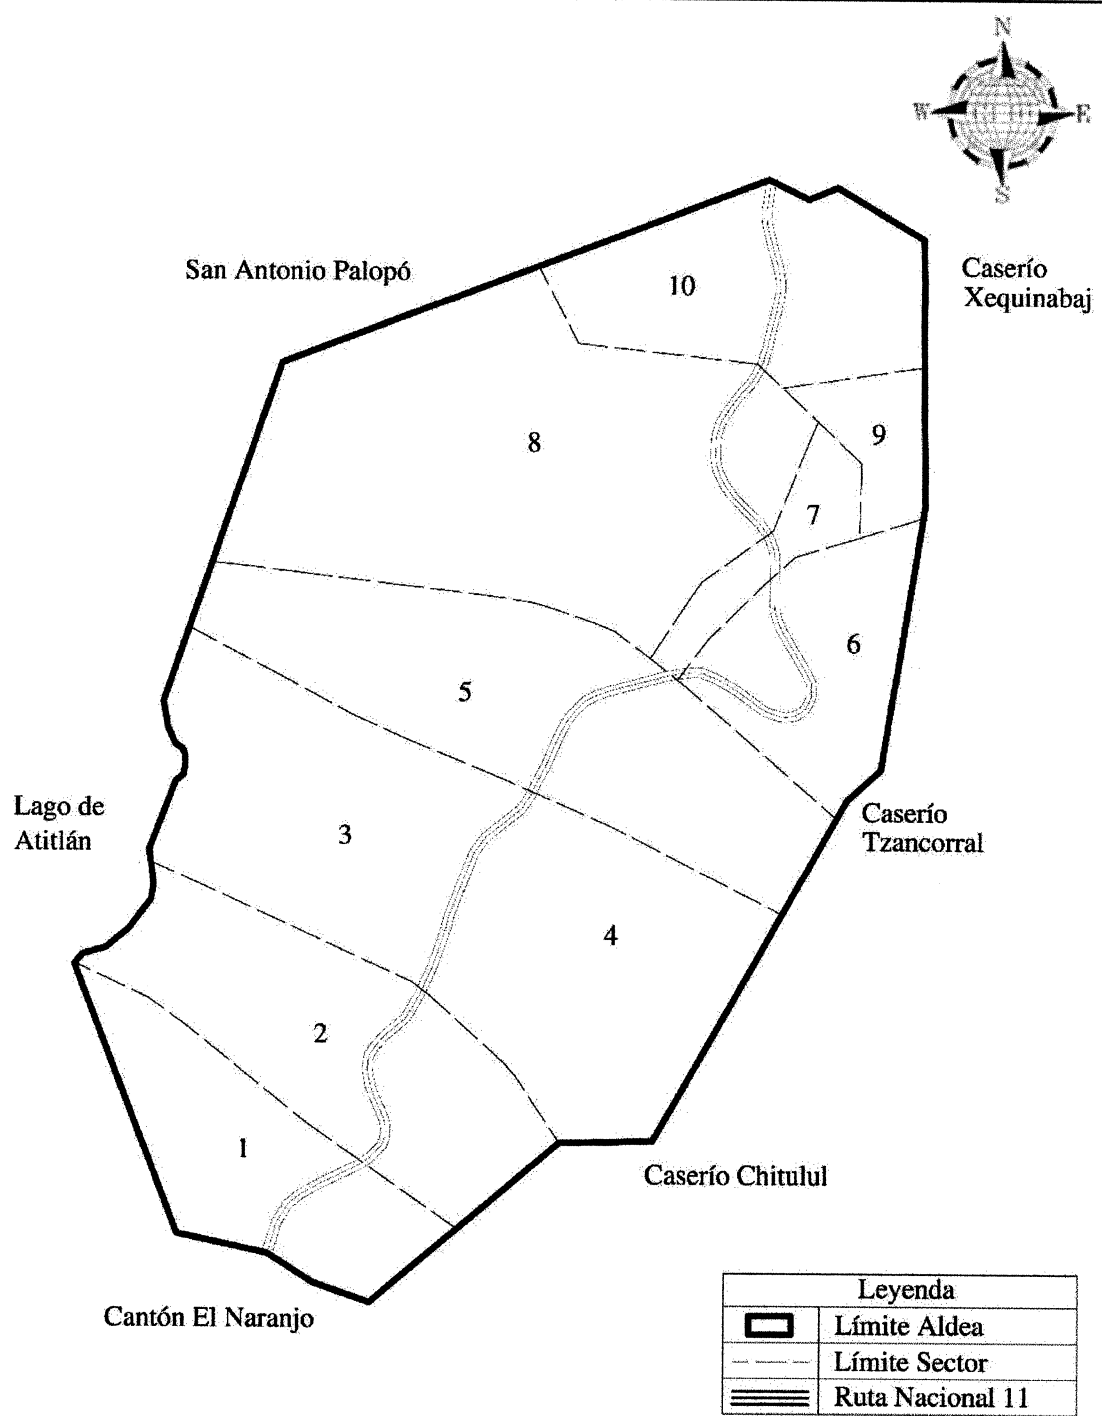 N
W E
S
San Antonio Palopó
Caserío
Xequinabaj
10
8
9
7
6
5
Lago de
Atitlán
3
Caserío
Tzancorral
4
2
1
Caserío Chitulul
Cantón El Naranjo
Leyenda
Límite Aldea
Límite Sector
Ruta Nacional 11